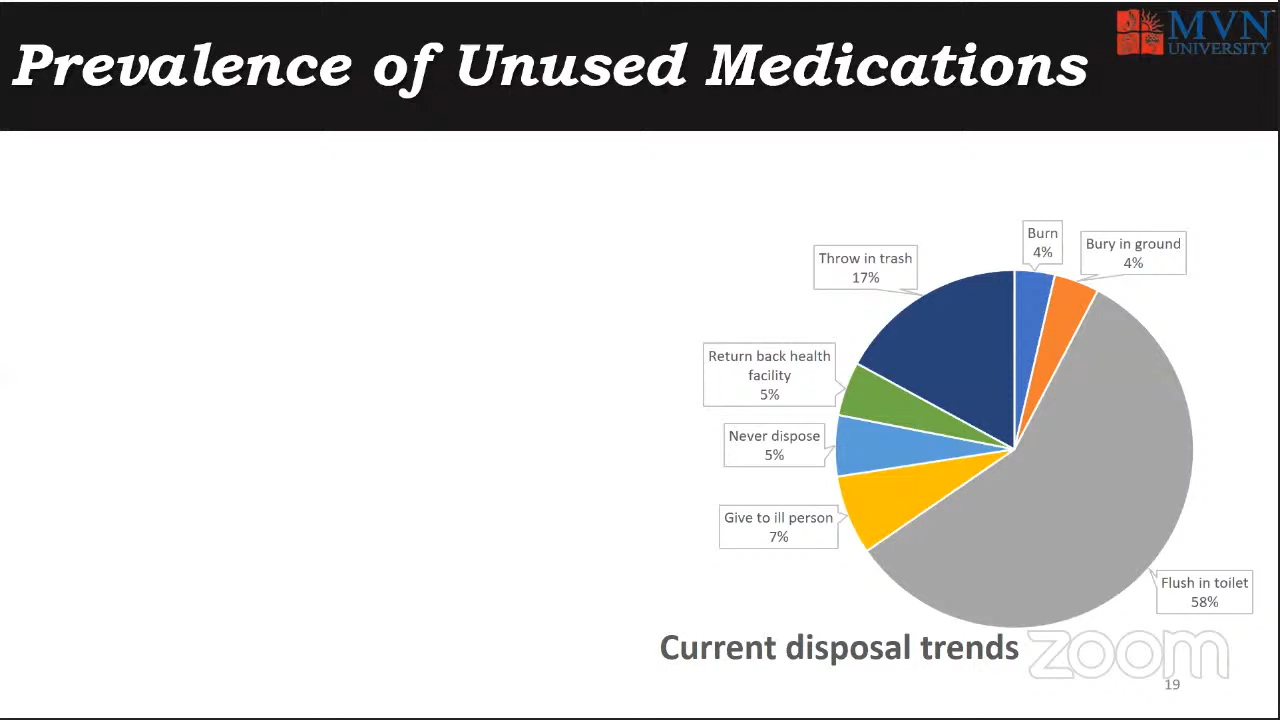 Prevalence of Unused Medications
MVN
UNIVERSITY
Burn
4%
Bury in ground
4%
Throw in trash
17%
Return back health
facility
5%
Never dispose
5%
Give to ill person
7%
Flush in toilet
58%
Current disposal trends
zoom
19